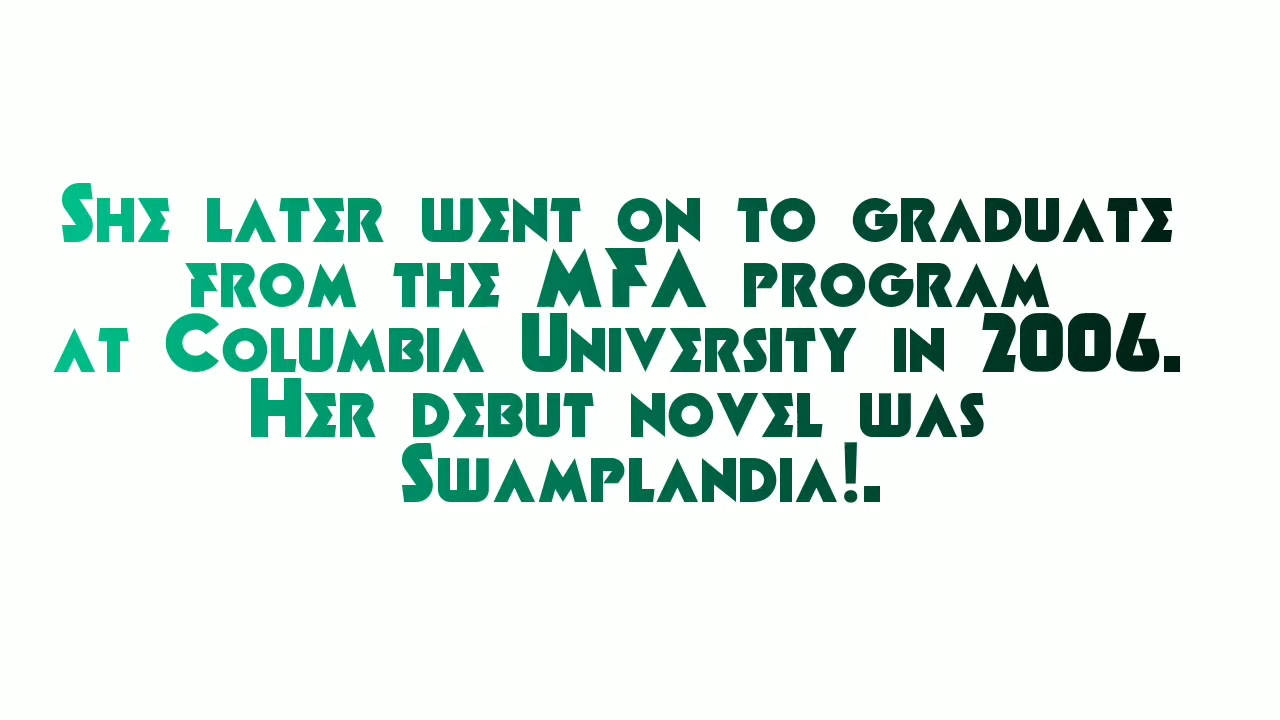 She later went on to graduate
from the MFA program
at Columbia University in 2006.
Her debut novel was
Swamplandia!.